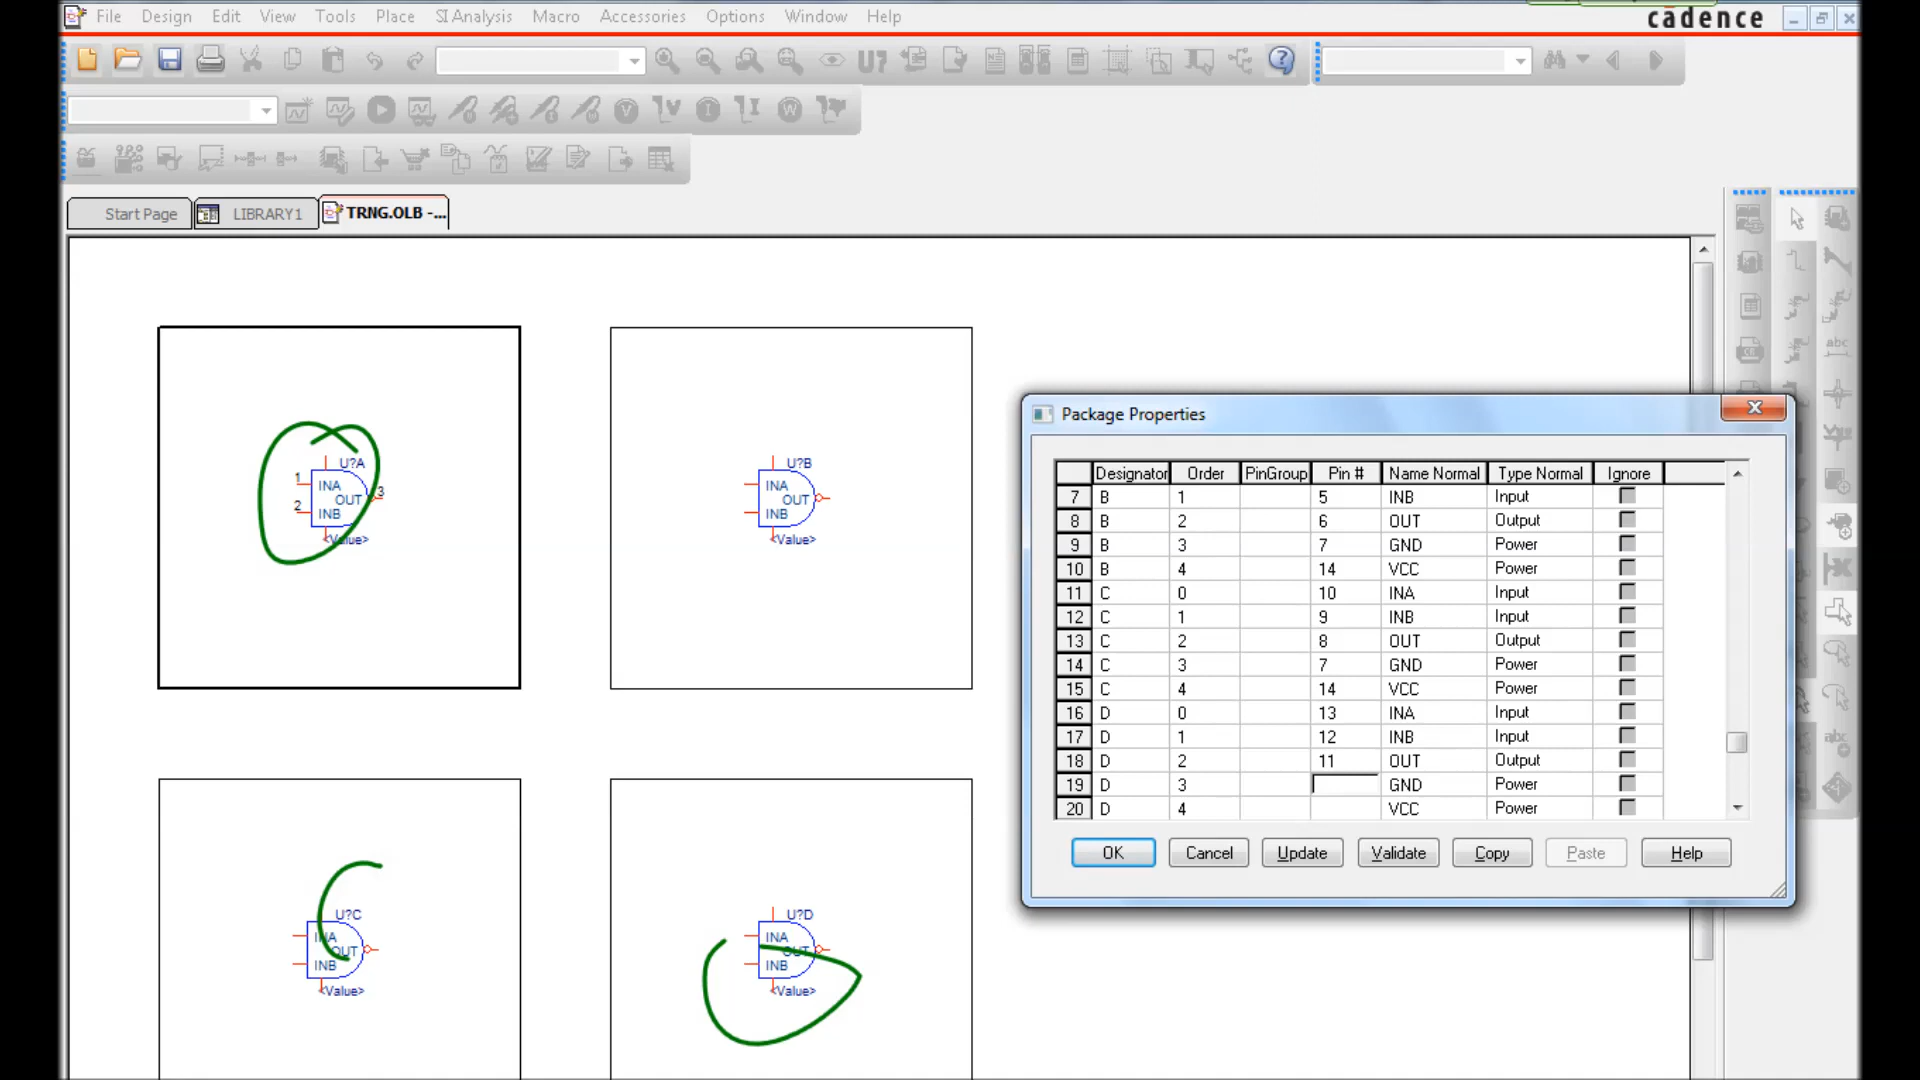 File Design Edit View Tools Place SI Analysis Macro Accessories Options Window Help
cādence
U?
V V I I W
Start Page LIBRARY1 TRNG.OLB -...
abc
U?A
1 INA
OUT 3
2 INB
<Value>
U?B
INA
OUT
INB
<Value>
U?C
INA
OUT
INB
<Value>
U?D
INA
OUT
INB
<Value>
Package Properties
Designator Order PinGroup Pin # Name Normal Type Normal Ignore
7 B 1 5 INB Input
8 B 2 6 OUT Output
9 B 3 7 GND Power
10 B 4 14 VCC Power
11 C 0 10 INA Input
12 C 1 9 INB Input
13 C 2 8 OUT Output
14 C 3 7 GND Power
15 C 4 14 VCC Power
16 D 0 13 INA Input
17 D 1 12 INB Input
18 D 2 11 OUT Output
19 D 3 GND Power
20 D 4 VCC Power
OK Cancel Update Validate Copy Paste Help
abc